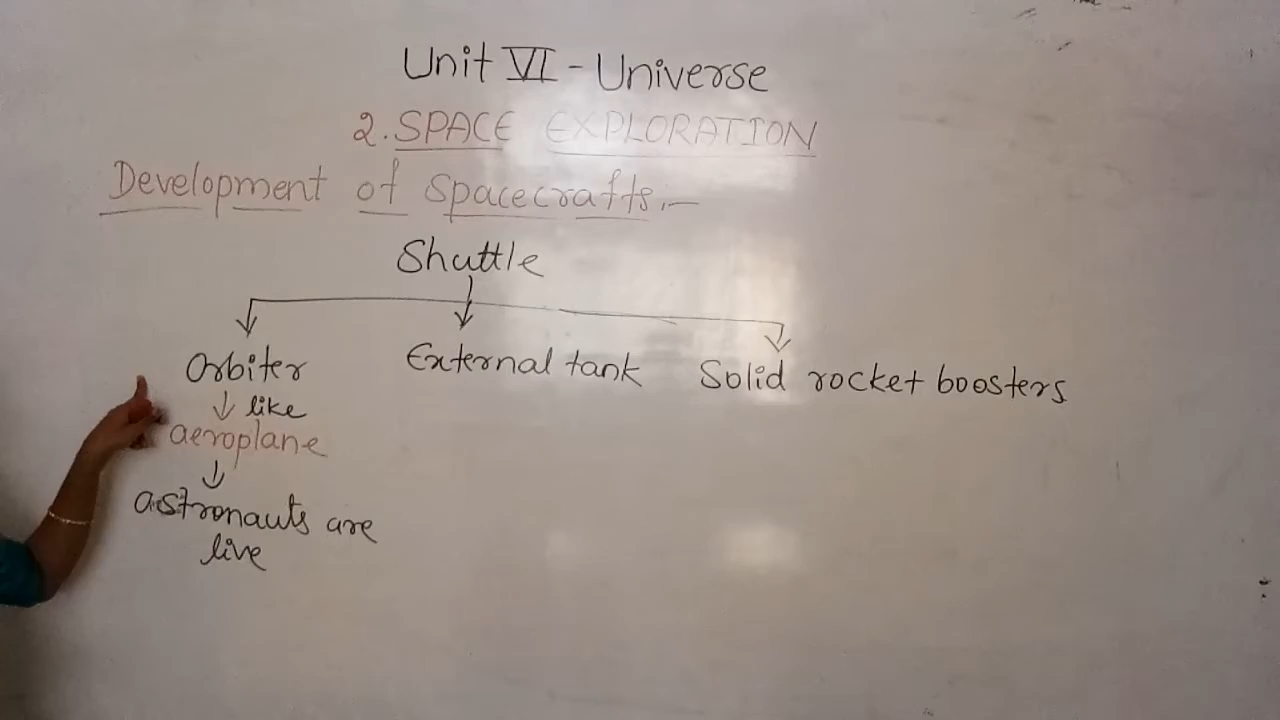 Unit VI - Universe
2. SPACE EXPLORATION
Development of Spacecrafts:-
Shuttle
Orbiter External tank Solid rocket boosters
↓ like
aeroplane
↓
astronauts are
live